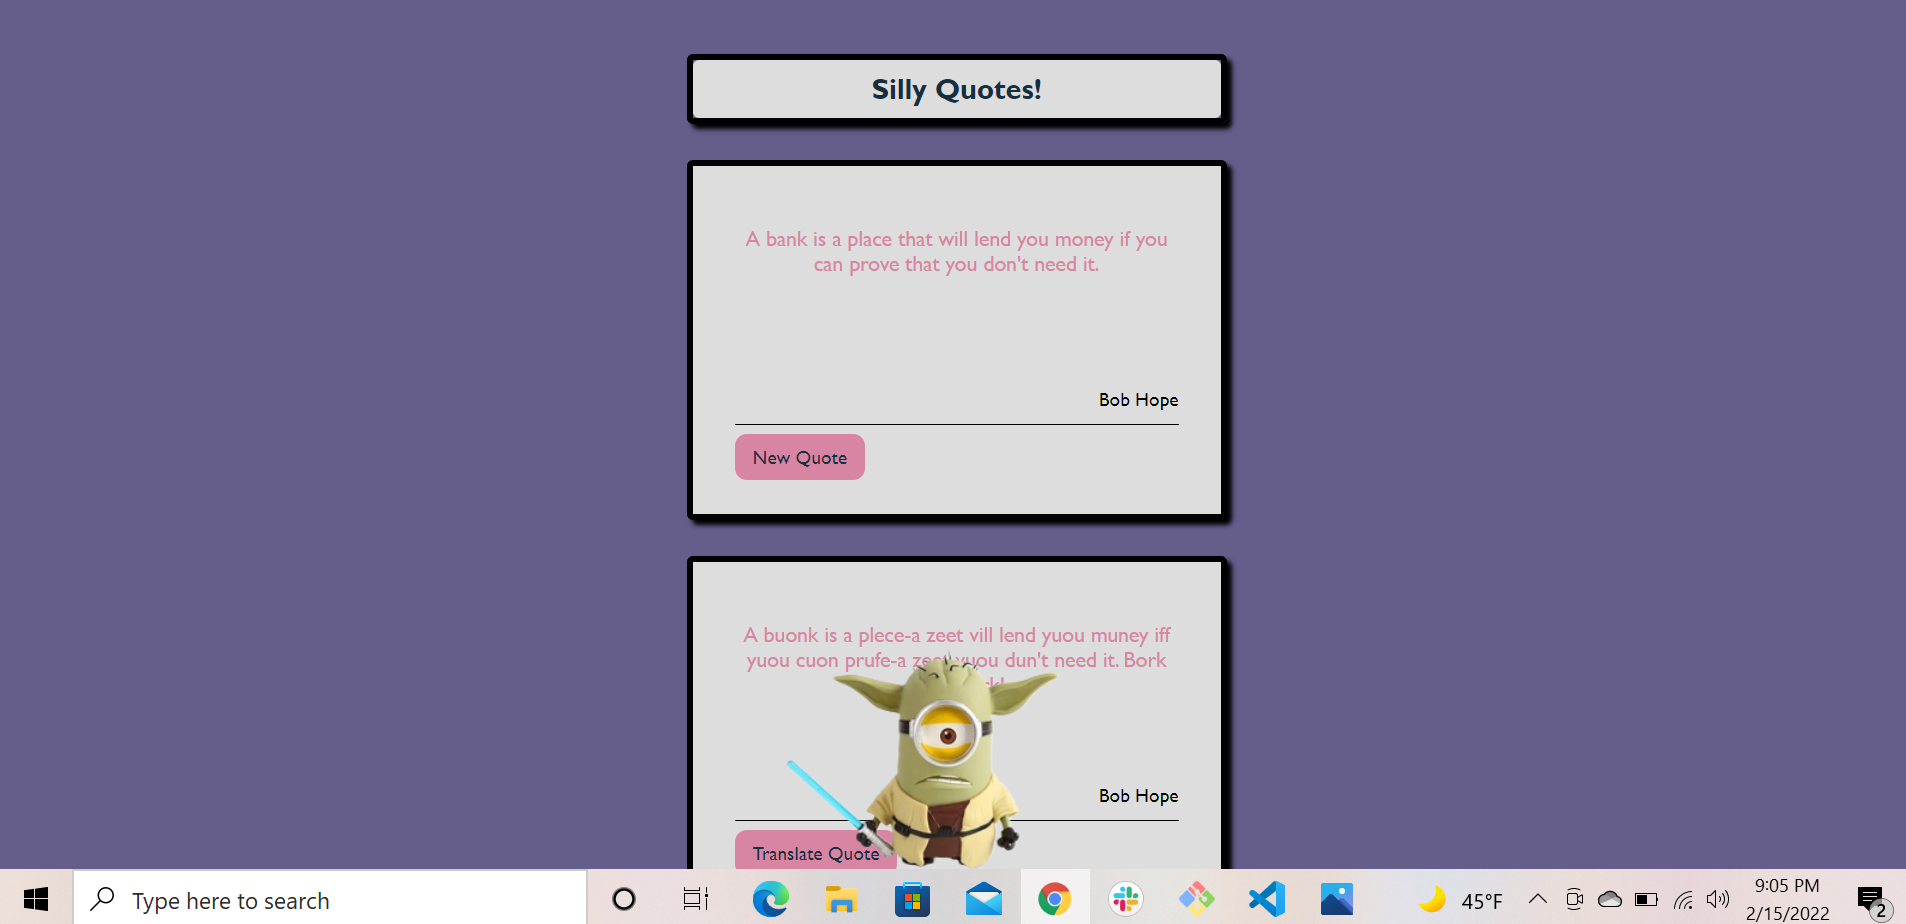 Silly Quotes!
A bank is a place that will lend you money if you
can prove that you don't need it.
Bob Hope
New Quote
A buonk is a plece-a zeet vill lend yuou muney iff
yuou cuon prufe-a yuou dun't need it. Bork
Bob Hope
Translate Quote
Type here to search
45°F
9:05 PM
2/15/2022
2